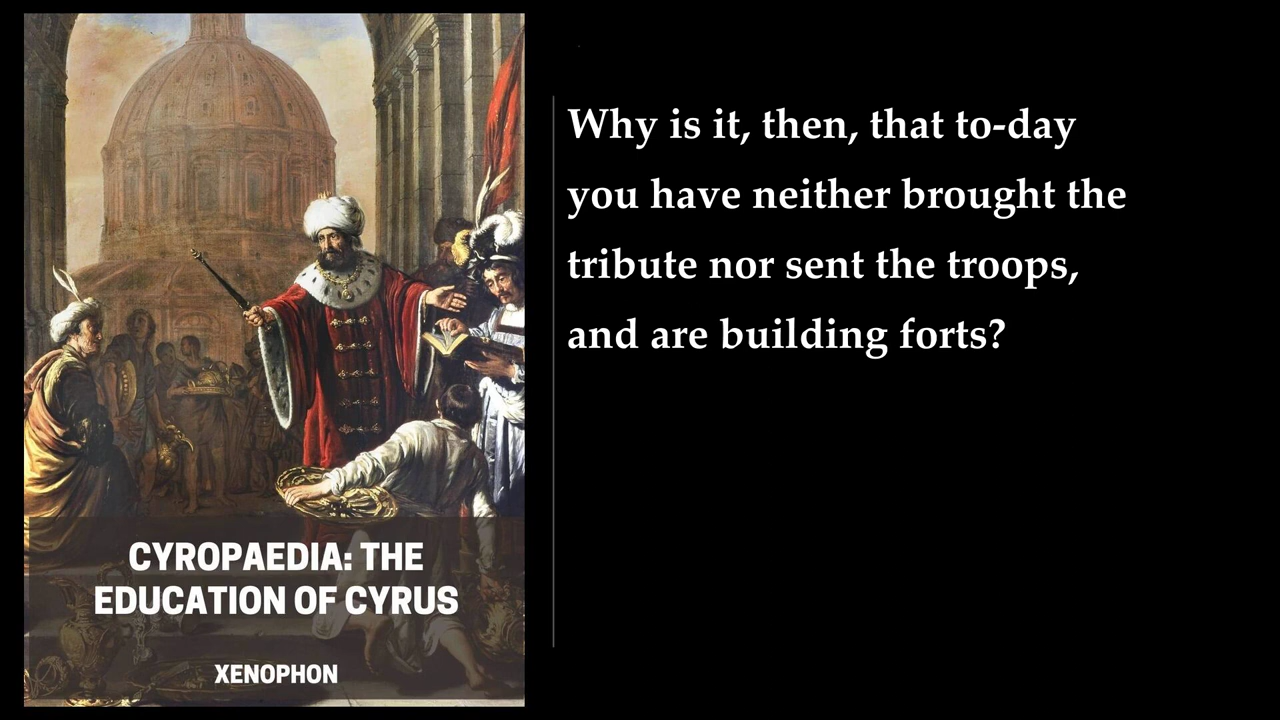 CYROPAEDIA: THE
EDUCATION OF CYRUS
XENOPHON
Why is it, then, that to-day
you have neither brought the
tribute nor sent the troops,
and are building forts?